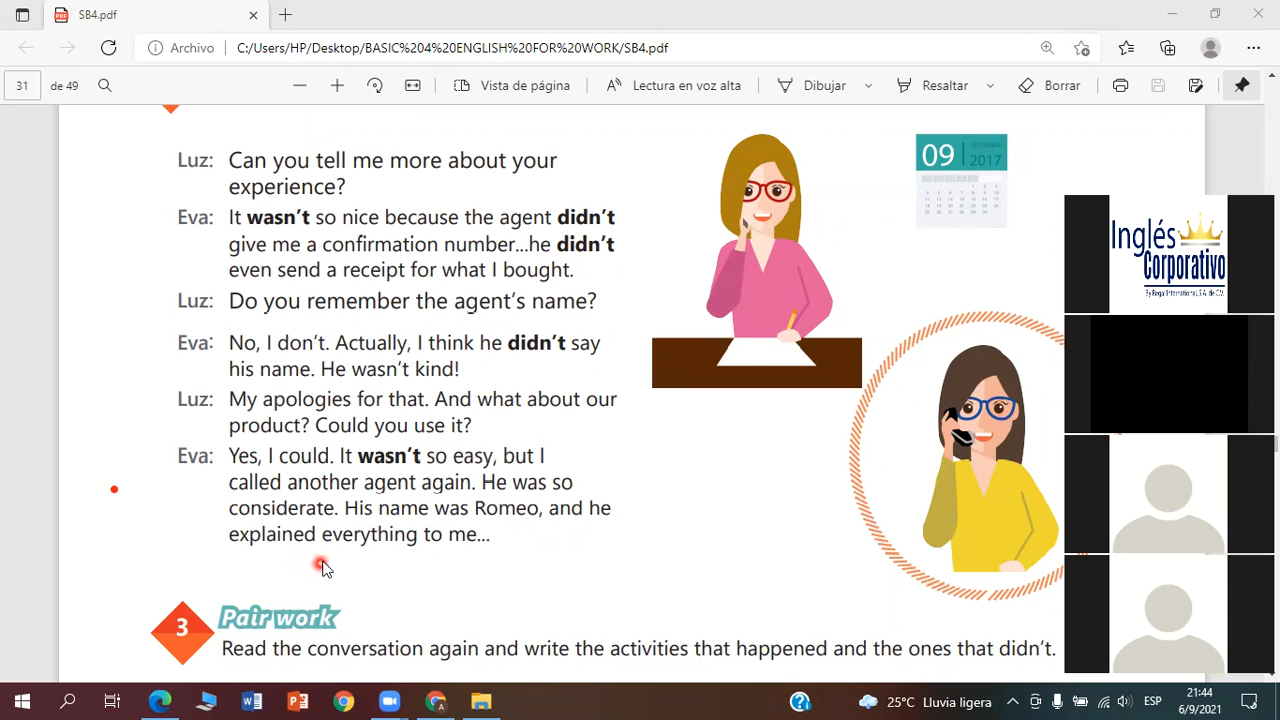 SB4.pdf
Archivo C:/Users/HP/Desktop/BASIC%204%20ENGLISH%20FOR%20WORK/SB4.pdf
31 de 49 Vista de página Lectura en voz alta Dibujar Resaltar Borrar
Luz: Can you tell me more about your
experience?
Eva: It wasn't so nice because the agent didn't
give me a confirmation number...he didn't
even send a receipt for what I bought.
Luz: Do you remember the agent's name?
Eva: No, I don't. Actually, I think he didn't say
his name. He wasn't kind!
Luz: My apologies for that. And what about our
product? Could you use it?
Eva: Yes, I could. It wasn't so easy, but I
called another agent again. He was so
considerate. His name was Romeo, and he
explained everything to me...
09
2017
Inglés
Corporativo
3 Pair work
Read the conversation again and write the activities that happened and the ones that didn't.
25°C Lluvia ligera ESP 21:44
6/9/2021